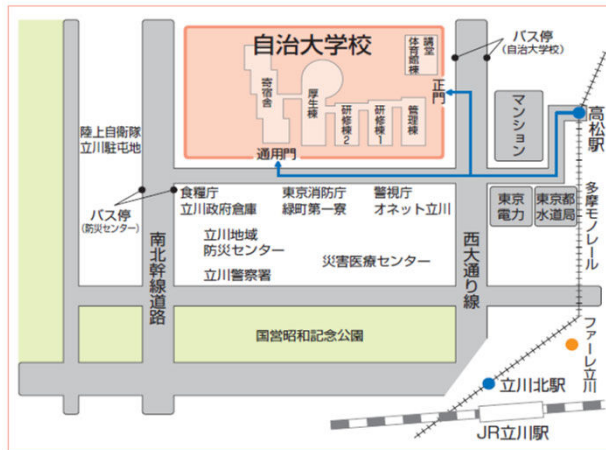 自治大学校
講堂
体育館棟
バス停
(自治大学校)
正門
寄宿舎
厚生棟
研修棟2
研修棟1
管理棟
通用門
マンション
高松駅
陸上自衛隊
立川駐屯地
バス停
(防災センター)
食糧庁
立川政府倉庫
東京消防庁
緑町第一寮
警視庁
オネット立川
東京
電力
東京都
水道局
多摩モノレール
立川地域
防災センター
立川警察署
災害医療センター
南北幹線道路
西大通り線
国営昭和記念公園
ファーレ立川
立川北駅
JR立川駅